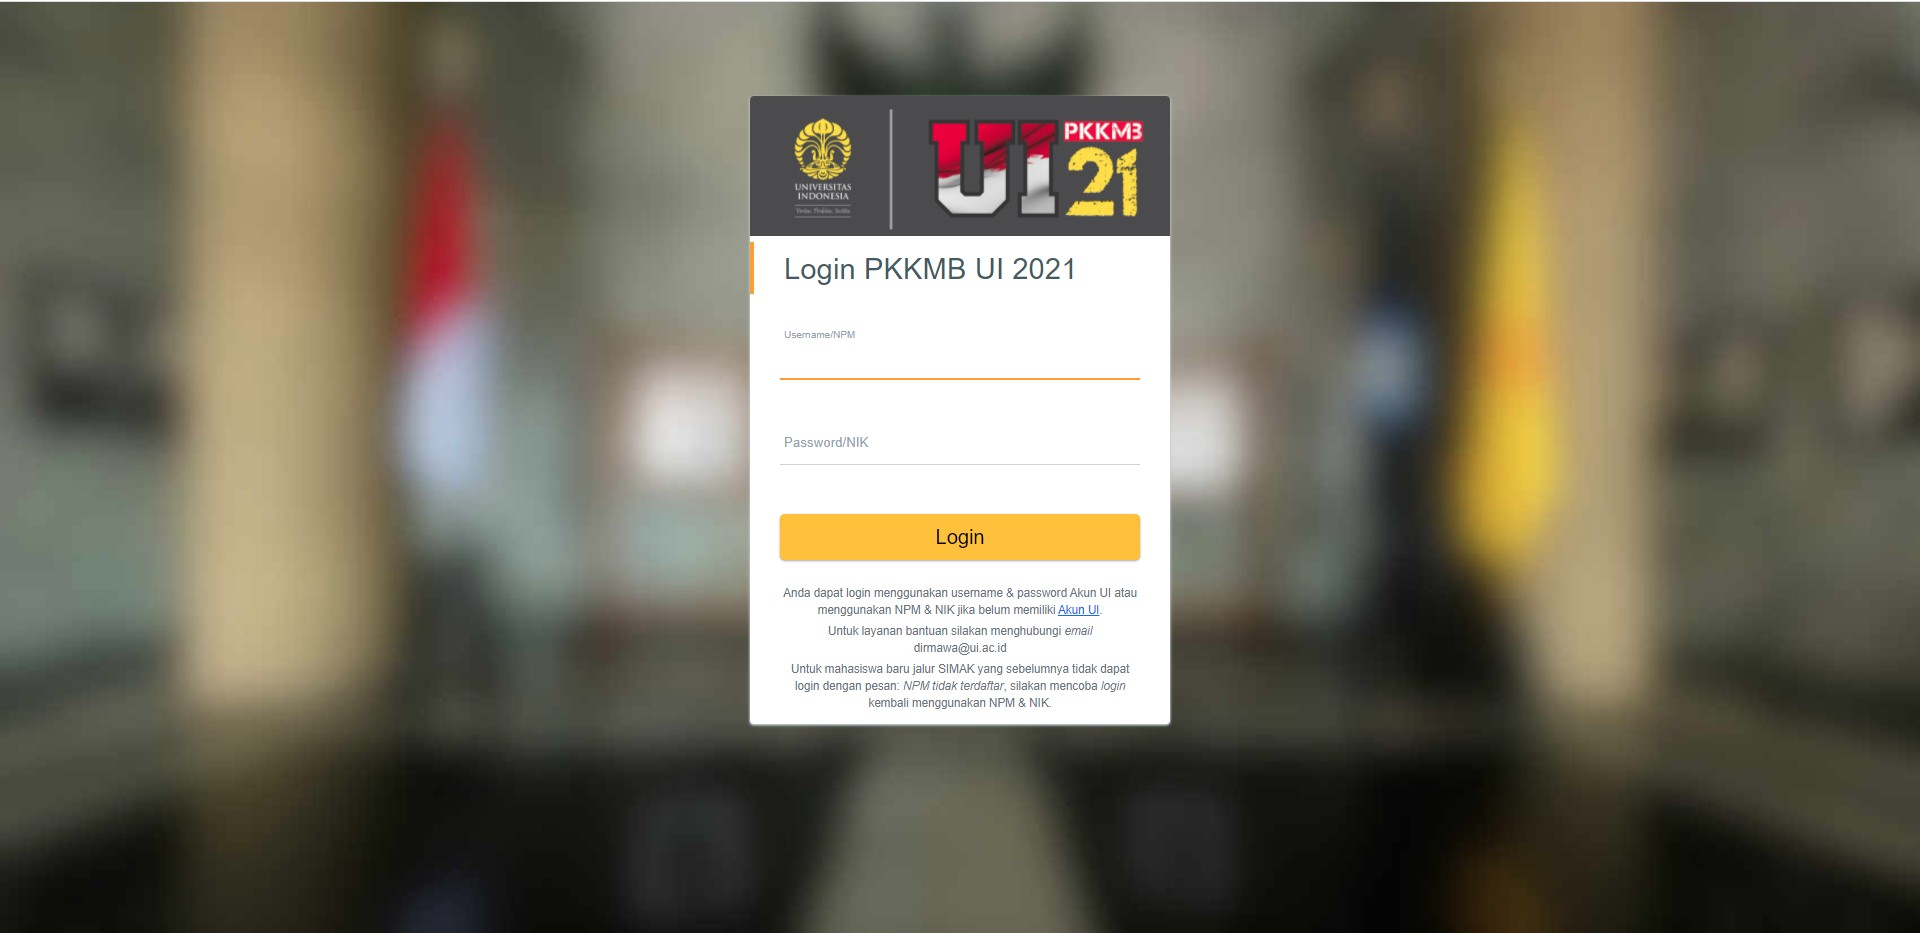 UNIVERSITAS
INDONESIA
Veritas, Probitas, Iustitia
UI
PKKMB
21
Login PKKMB UI 2021
Username/NPM
Password/NIK
Login
Anda dapat login menggunakan username & password Akun UI atau
menggunakan NPM & NIK jika belum memiliki Akun UI.
Untuk layanan bantuan silakan menghubungi email
dirmawa@ui.ac.id
Untuk mahasiswa baru jalur SIMAK yang sebelumnya tidak dapat
login dengan pesan: NPM tidak terdaftar, silakan mencoba login
kembali menggunakan NPM & NIK.